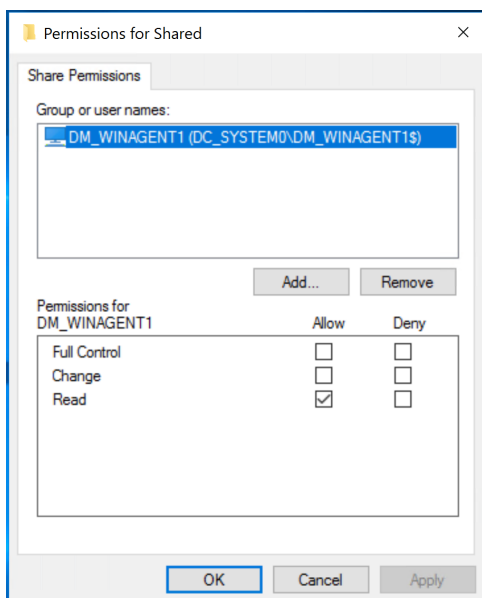 Permissions for Shared
Share Permissions
Group or user names:
DM_WINAGENT1 (DC_SYSTEM0\DM_WINAGENT1$)
Add... Remove
Permissions for
DM_WINAGENT1 Allow Deny
Full Control
Change
Read
OK Cancel Apply